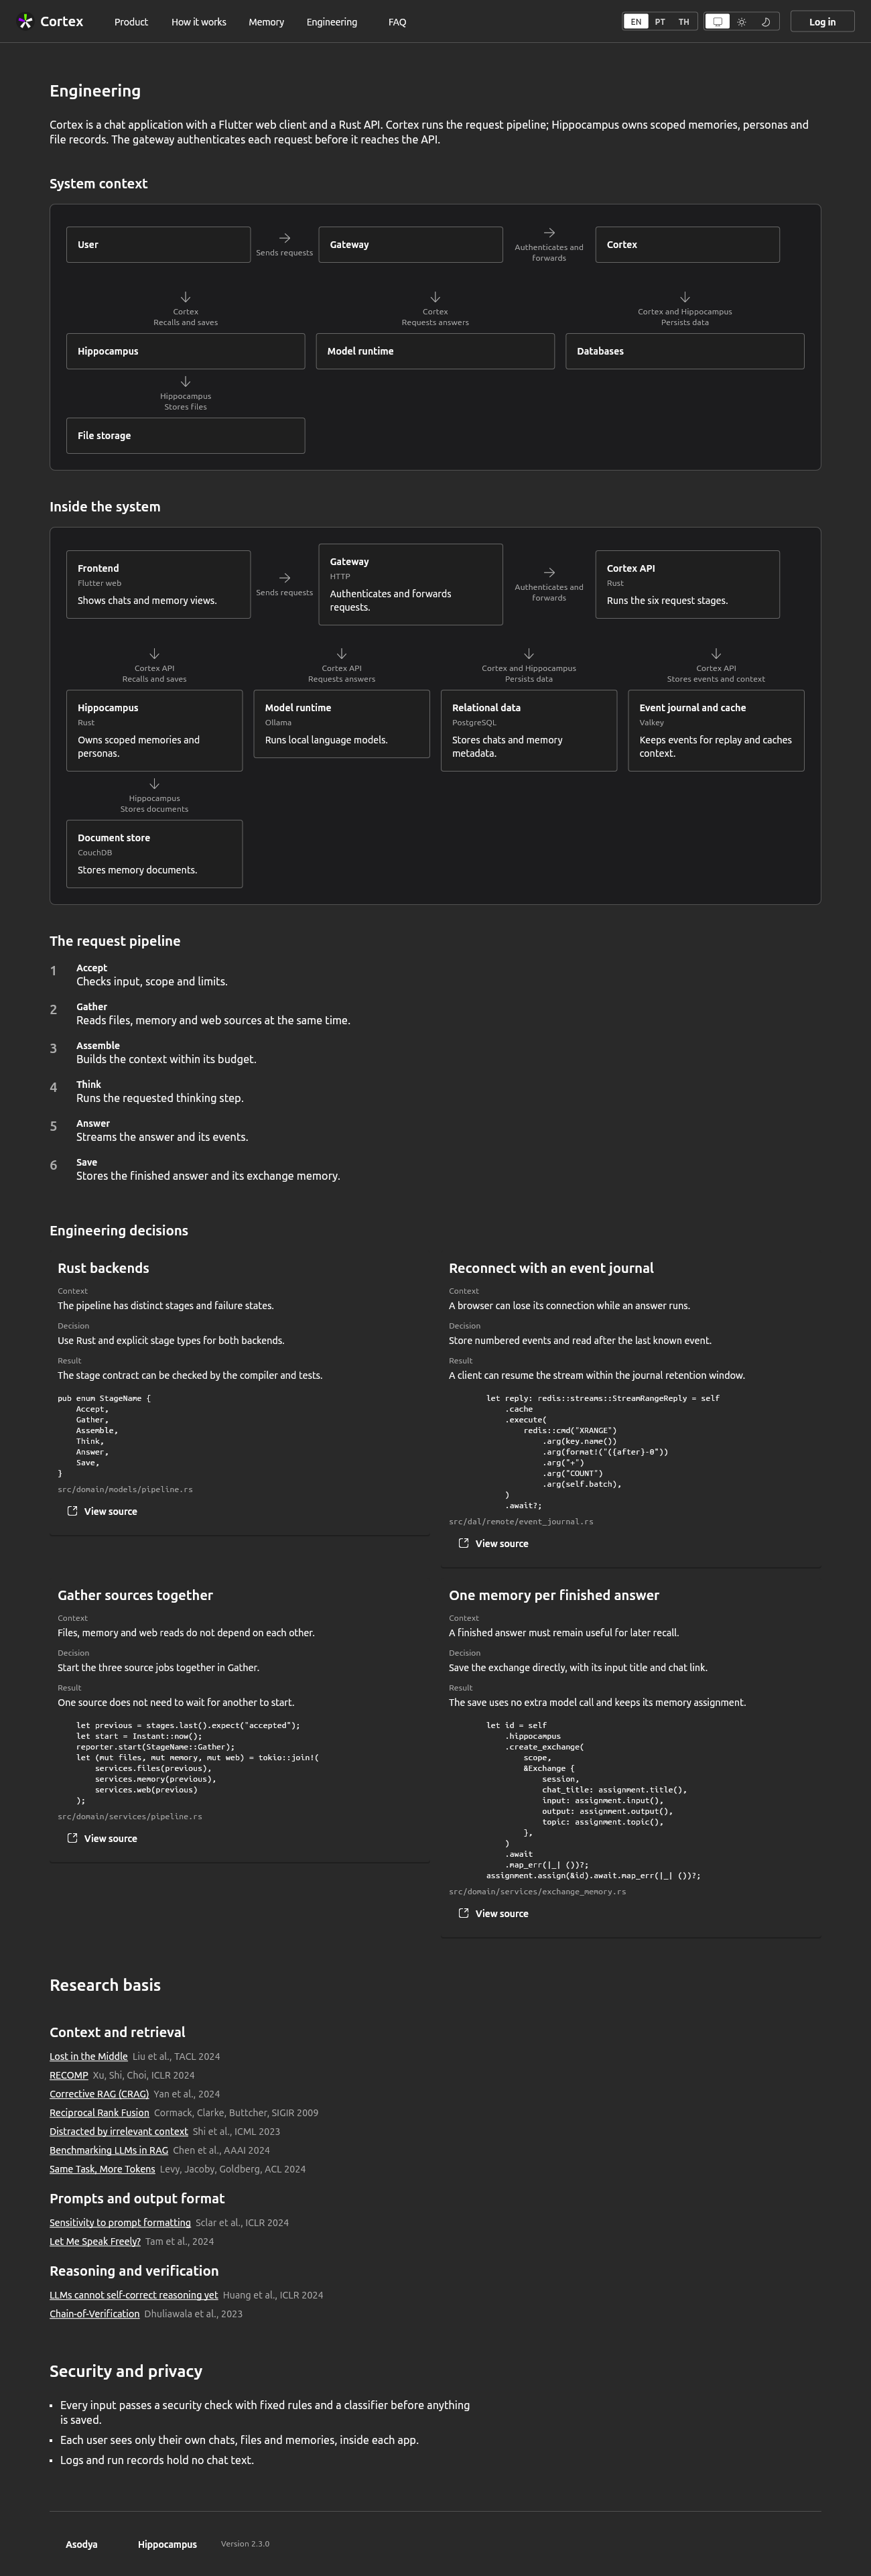 Cortex
Product
How it works
Memory
Engineering
FAQ
EN
PT
TH
Log in
Engineering
Cortex is a chat application with a Flutter web client and a Rust API. Cortex runs the request pipeline; Hippocampus owns scoped memories, personas and
file records. The gateway authenticates each request before it reaches the API.
System context
User
Sends requests
Gateway
Authenticates and
forwards
Cortex
Cortex
Recalls and saves
Cortex
Requests answers
Cortex and Hippocampus
Persists data
Hippocampus
Model runtime
Databases
Hippocampus
Stores files
File storage
Inside the system
Frontend
Flutter web
Shows chats and memory views.
Sends requests
Gateway
HTTP
Authenticates and forwards
requests.
Authenticates and
forwards
Cortex API
Rust
Runs the six request stages.
Cortex API
Recalls and saves
Cortex API
Requests answers
Cortex and Hippocampus
Persists data
Cortex API
Stores events and context
Hippocampus
Rust
Owns scoped memories and
personas.
Model runtime
Ollama
Runs local language models.
Relational data
PostgreSQL
Stores chats and memory
metadata.
Event journal and cache
Valkey
Keeps events for replay and caches
context.
Hippocampus
Stores documents
Document store
CouchDB
Stores memory documents.
The request pipeline
1
Accept
Checks input, scope and limits.
2
Gather
Reads files, memory and web sources at the same time.
3
Assemble
Builds the context within its budget.
4
Think
Runs the requested thinking step.
5
Answer
Streams the answer and its events.
6
Save
Stores the finished answer and its exchange memory.
Engineering decisions
Rust backends
Context
The pipeline has distinct stages and failure states.
Decision
Use Rust and explicit stage types for both backends.
Result
The stage contract can be checked by the compiler and tests.
pub enum StageName {
    Accept,
    Gather,
    Assemble,
    Think,
    Answer,
    Save,
}
src/domain/models/pipeline.rs
View source
Reconnect with an event journal
Context
A browser can lose its connection while an answer runs.
Decision
Store numbered events and read after the last known event.
Result
A client can resume the stream within the journal retention window.
        let reply: redis::streams::StreamRangeReply = self
            .cache
            .execute(
                redis::cmd("XRANGE")
                    .arg(key.name())
                    .arg(format!("({after}-0"))
                    .arg("+")
                    .arg("COUNT")
                    .arg(self.batch),
            )
            .await?;
src/dal/remote/event_journal.rs
View source
Gather sources together
Context
Files, memory and web reads do not depend on each other.
Decision
Start the three source jobs together in Gather.
Result
One source does not need to wait for another to start.
    let previous = stages.last().expect("accepted");
    let start = Instant::now();
    reporter.start(StageName::Gather);
    let (mut files, mut memory, mut web) = tokio::join!(
        services.files(previous),
        services.memory(previous),
        services.web(previous)
    );
src/domain/services/pipeline.rs
View source
One memory per finished answer
Context
A finished answer must remain useful for later recall.
Decision
Save the exchange directly, with its input title and chat link.
Result
The save uses no extra model call and keeps its memory assignment.
        let id = self
            .hippocampus
            .create_exchange(
                scope,
                &Exchange {
                    session,
                    chat_title: assignment.title(),
                    input: assignment.input(),
                    output: assignment.output(),
                    topic: assignment.topic(),
                },
            )
            .await
            .map_err(|_| ())?;
        assignment.assign(&id).await.map_err(|_| ())?;
src/domain/services/exchange_memory.rs
View source
Research basis
Context and retrieval
Lost in the Middle Liu et al., TACL 2024
RECOMP Xu, Shi, Choi, ICLR 2024
Corrective RAG (CRAG) Yan et al., 2024
Reciprocal Rank Fusion Cormack, Clarke, Buttcher, SIGIR 2009
Distracted by irrelevant context Shi et al., ICML 2023
Benchmarking LLMs in RAG Chen et al., AAAI 2024
Same Task, More Tokens Levy, Jacoby, Goldberg, ACL 2024
Prompts and output format
Sensitivity to prompt formatting Sclar et al., ICLR 2024
Let Me Speak Freely? Tam et al., 2024
Reasoning and verification
LLMs cannot self-correct reasoning yet Huang et al., ICLR 2024
Chain-of-Verification Dhuliawala et al., 2023
Security and privacy
• Every input passes a security check with fixed rules and a classifier before anything
is saved.
• Each user sees only their own chats, files and memories, inside each app.
• Logs and run records hold no chat text.
Asodya
Hippocampus
Version 2.3.0